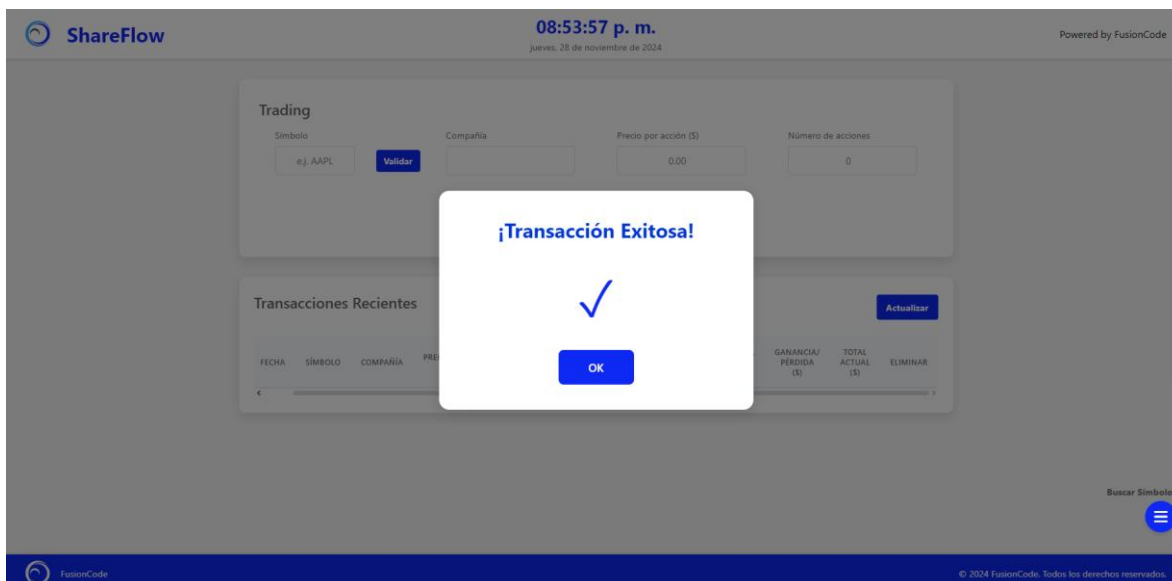 ShareFlow
08:53:57 p. m.
jueves, 28 de noviembre de 2024
Powered by FusionCode
Trading
Símbolo
Compañía
Precio por acción ($)
Número de acciones
e.j. AAPL
Validar
0.00
0
¡Transacción Exitosa!
OK
Transacciones Recientes
Actualizar
FECHA
SÍMBOLO
COMPAÑÍA
GANANCIA/
PÉRDIDA
($)
TOTAL
ACTUAL
($)
ELIMINAR
Buscar Símbolo
FusionCode
© 2024 FusionCode. Todos los derechos reservados.